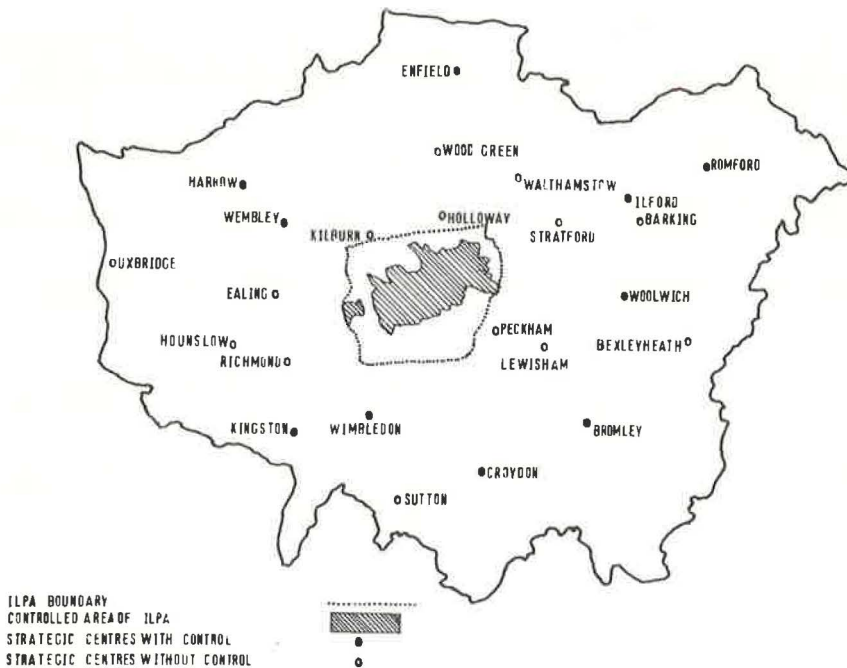 ENFIELD
WOOD GREEN
ROMFORD
HARROW
WALTHAMSTOW
ILFORD
WEMBLEY
HOLLOWAY
BARKING
KILBURN
STRATFORD
UXBRIDGE
EALING
WOOLWICH
PECKHAM
HOUNSLOW
BEXLEYHEATH
LEWISHAM
RICHMOND
KINGSTON
WIMBLEDON
BROMLEY
CROYDON
SUTTON
ILPA BOUNDARY
CONTROLLED AREA OF ILPA
STRATEGIC CENTRES WITH CONTROL
STRATEGIC CENTRES WITHOUT CONTROL